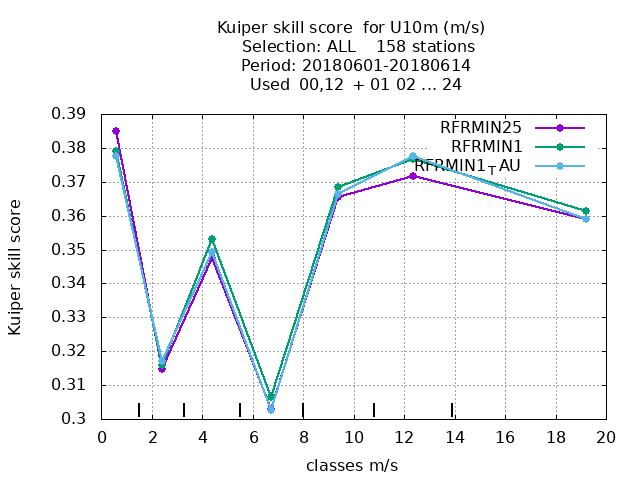 Kuiper skill score  for U10m (m/s)
Selection: ALL    158 stations
Period: 20180601-20180614
Used  00,12  + 01 02 ... 24
RFRMIN25
RFRMIN1
RFRMIN1TAU
Kuiper skill score
0.39
0.38
0.37
0.36
0.35
0.34
0.33
0.32
0.31
0.3
0 2 4 6 8 10 12 14 16 18 20
classes m/s